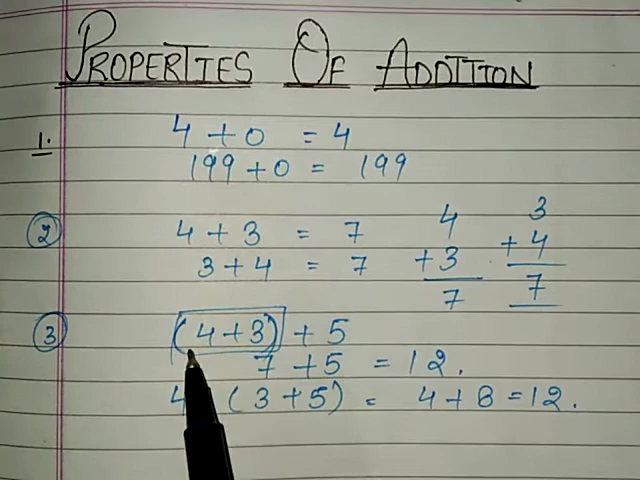 PROPERTIES OF ADDITION
1. 4 + 0 = 4
199 + 0 = 199
2 4 + 3 = 7 4 3
3 + 4 = 7 +3 +4
7 7
3 (4 + 3) + 5
7 + 5 = 12.
4 (3 + 5) = 4 + 8 = 12.